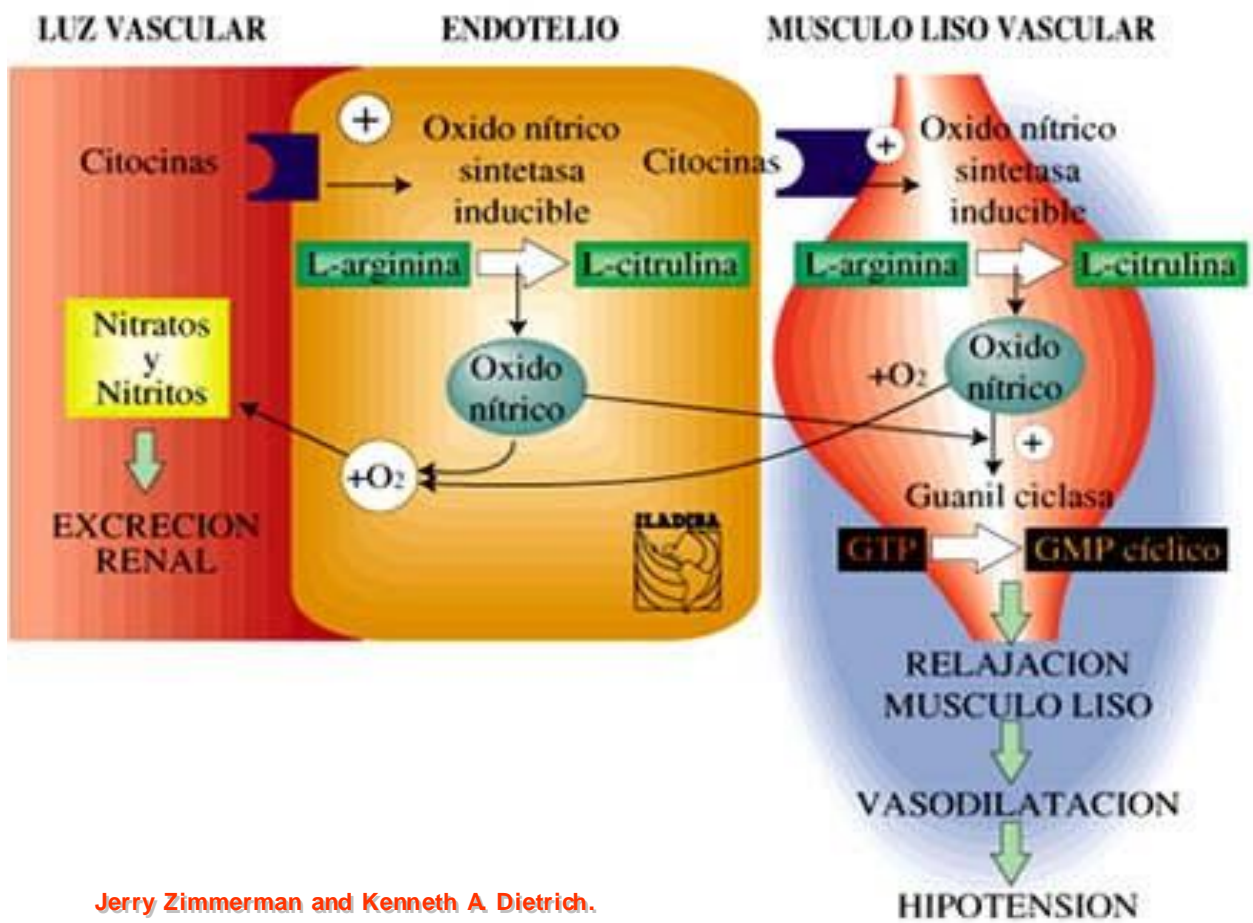 LUZ VASCULAR
ENDOTELIO
MUSCULO LISO VASCULAR
Citocinas
+
Oxido nítrico
sintetasa
inducible
L-arginina
L-citrulina
Oxido
nítrico
+O2
Nitratos
y
Nitritos
EXCRECION
RENAL
ILADIBA
Citocinas
+
Oxido nítrico
sintetasa
inducible
L-arginina
L-citrulina
Oxido
nítrico
+O2
+
Guanil ciclasa
GTP
GMP cíclico
RELAJACION
MUSCULO LISO
VASODILATACION
HIPOTENSION
Jerry Zimmerman and Kenneth A. Dietrich.